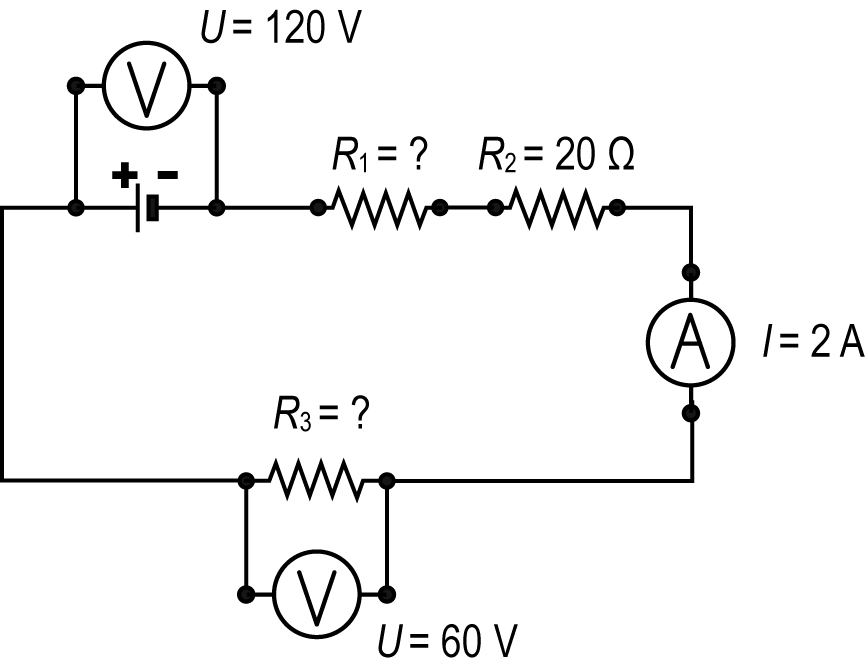 U = 120 V
V
+ -
R1 = ?
R2 = 20 Ω
A
I = 2 A
R3 = ?
V
U = 60 V